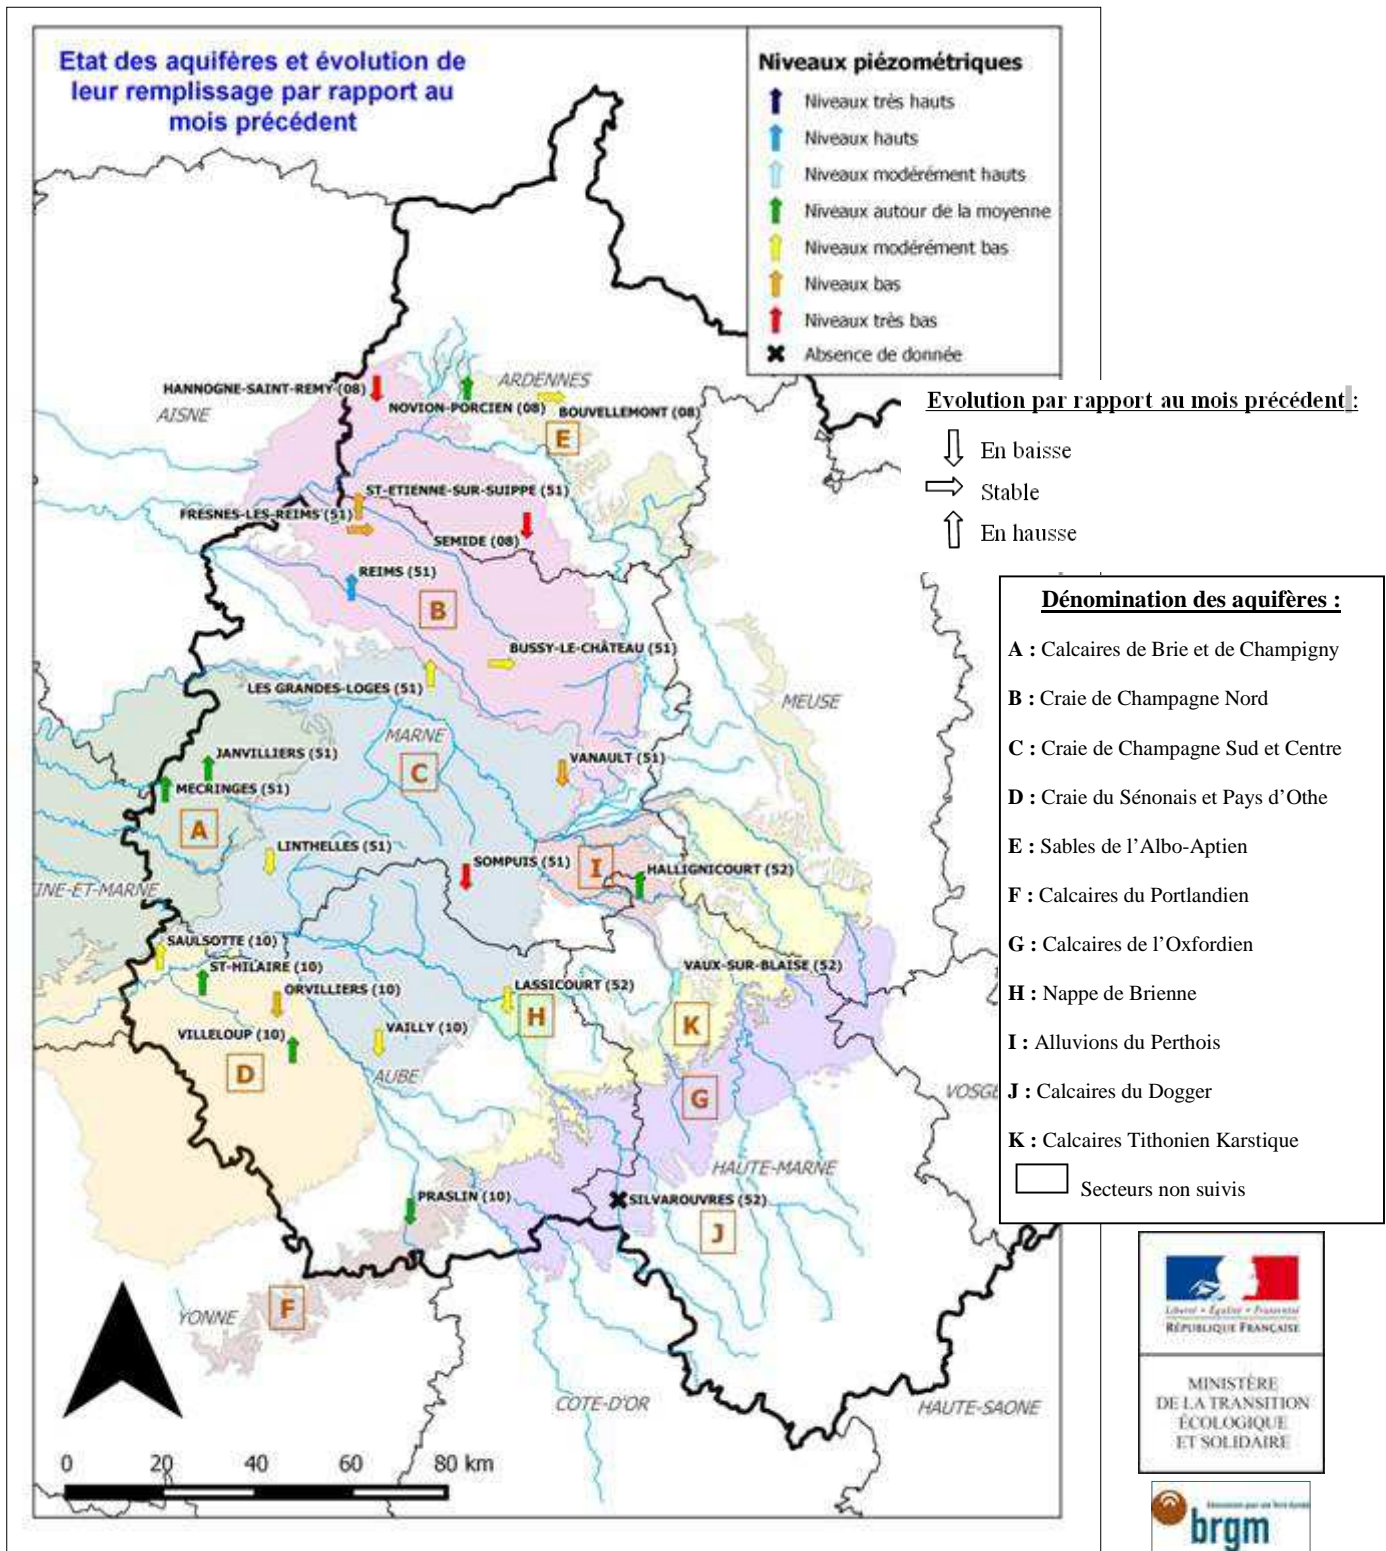 Etat des aquifères et évolution de
leur remplissage par rapport au
mois précédent
Niveaux piézométriques
Niveaux très hauts
Niveaux hauts
Niveaux modérément hauts
Niveaux autour de la moyenne
Niveaux modérément bas
Niveaux bas
Niveaux très bas
Absence de donnée
Evolution par rapport au mois précédent :
En baisse
Stable
En hausse
Dénomination des aquifères :
A : Calcaires de Brie et de Champigny
B : Craie de Champagne Nord
C : Craie de Champagne Sud et Centre
D : Craie du Sénonais et Pays d'Othe
E : Sables de l'Albo-Aptien
F : Calcaires du Portlandien
G : Calcaires de l'Oxfordien
H : Nappe de Brienne
I : Alluvions du Perthois
J : Calcaires du Dogger
K : Calcaires Tithonien Karstique
Secteurs non suivis
HANNOGNE-SAINT-REMY (08)
ARDENNES
AISNE
NOVION-PORCIEN (08)
BOUVELLEMONT (08)
E
ST-ETIENNE-SUR-SUIPPE (51)
FRESNES-LES-REIMS (51)
SEMIDE (08)
REIMS (51)
B
BUSSY-LE-CHÂTEAU (51)
LES GRANDES-LOGES (51)
MEUSE
MARNE
JANVILLIERS (51)
VANAULT (51)
C
MECRINGES (51)
A
LINTHELLES (51)
SOMPUIS (51)
I
HALLIGNICOURT (52)
EINE-ET-MARNE
SAULSOTTE (10)
ST-HILAIRE (10)
VAUX-SUR-BLAISE (52)
ORVILLIERS (10)
LASSICOURT (52)
H
K
VILLELOUP (10)
VAILLY (10)
D
AUBE
G
VOSGE
HAUTE-MARNE
PRASLIN (10)
SILVAROUVRES (52)
J
F
YONNE
COTE-D'OR
HAUTE-SAONE
0 20 40 60 80 km
Liberté • Égalité • Fraternité
RÉPUBLIQUE FRANÇAISE
MINISTÈRE
DE LA TRANSITION
ÉCOLOGIQUE
ET SOLIDAIRE
brgm